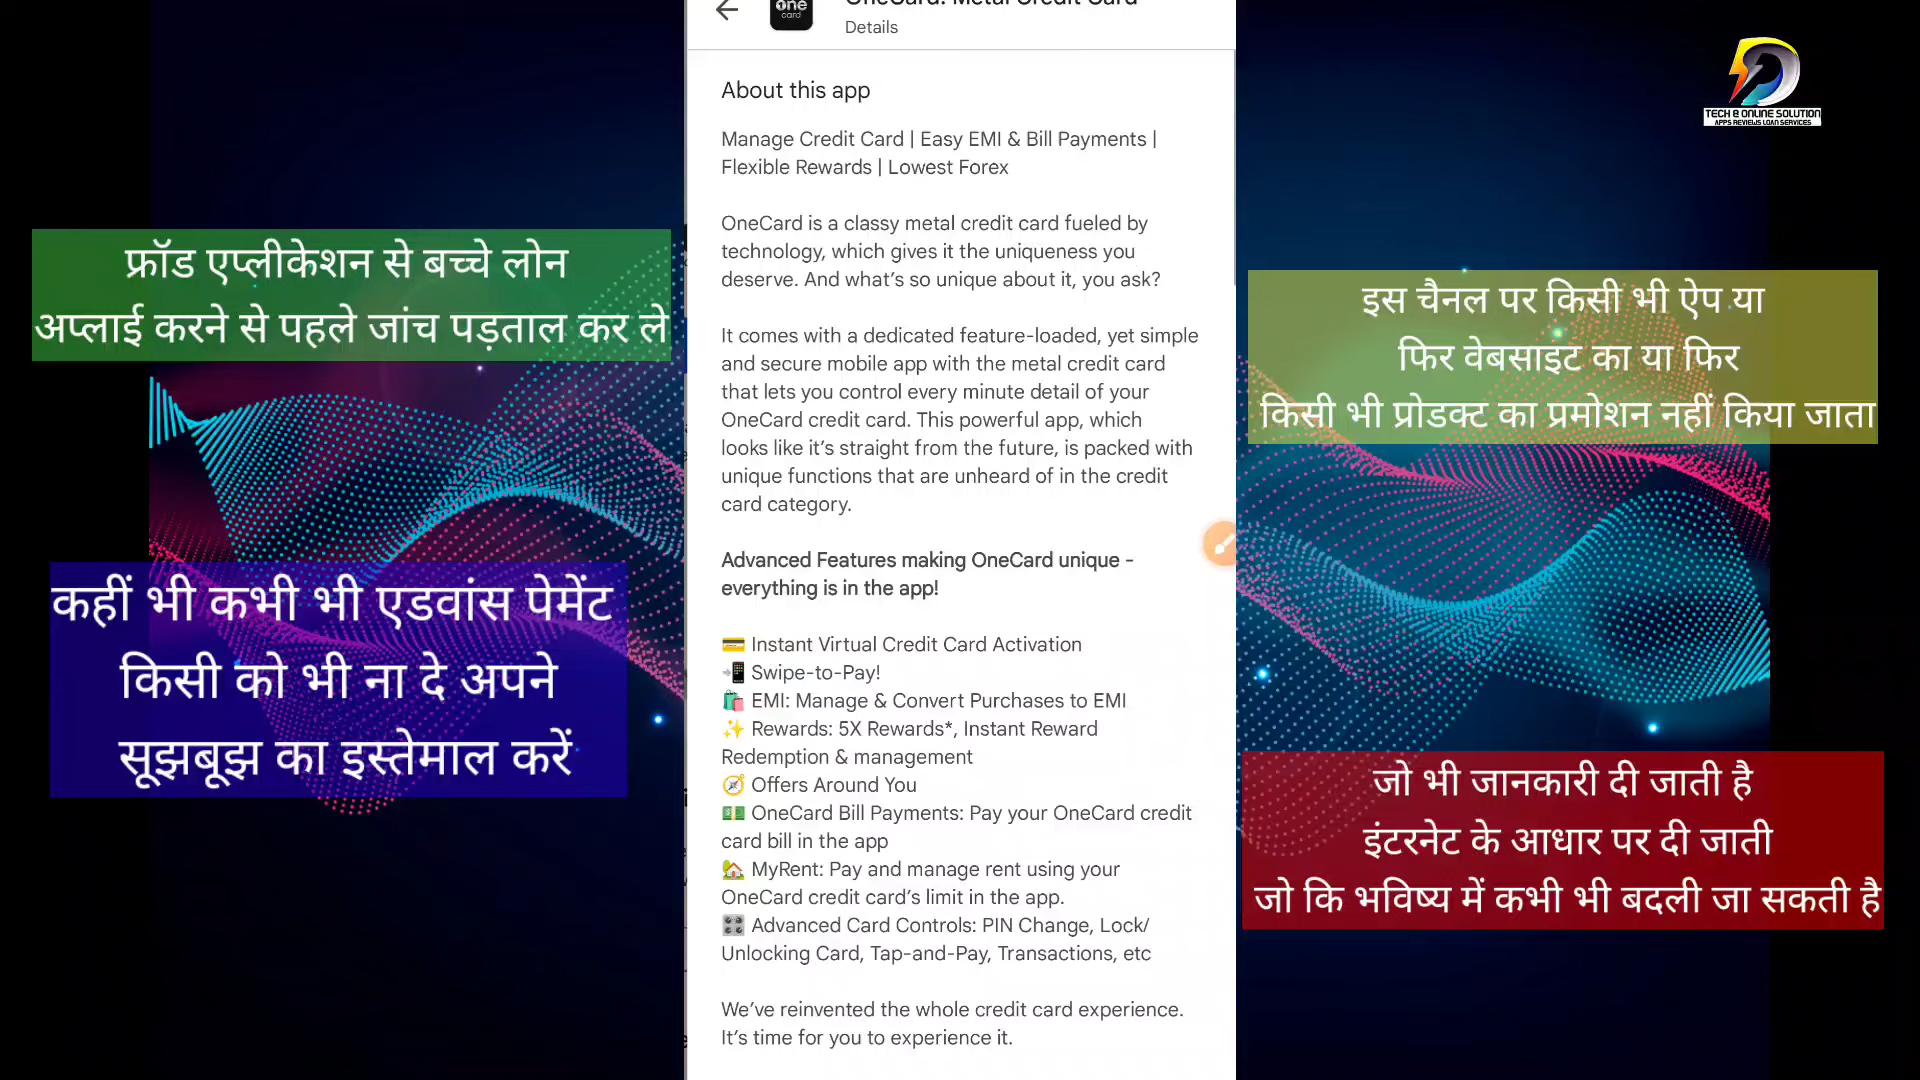 फ्रॉड एप्लीकेशन से बच्चे लोन
अप्लाई करने से पहले जांच पड़ताल कर ले
कहीं भी कभी भी एडवांस पेमेंट
किसी को भी ना दे अपने
सूझबूझ का इस्तेमाल करें
one
card
OneCard: Metal Credit Card
Details
About this app
Manage Credit Card | Easy EMI & Bill Payments |
Flexible Rewards | Lowest Forex
OneCard is a classy metal credit card fueled by
technology, which gives it the uniqueness you
deserve. And what’s so unique about it, you ask?
It comes with a dedicated feature-loaded, yet simple
and secure mobile app with the metal credit card
that lets you control every minute detail of your
OneCard credit card. This powerful app, which
looks like it’s straight from the future, is packed with
unique functions that are unheard of in the credit
card category.
Advanced Features making OneCard unique -
everything is in the app!
💳 Instant Virtual Credit Card Activation
📲 Swipe-to-Pay!
🛍️ EMI: Manage & Convert Purchases to EMI
✨ Rewards: 5X Rewards*, Instant Reward
Redemption & management
🧭 Offers Around You
💵 OneCard Bill Payments: Pay your OneCard credit
card bill in the app
🏡 MyRent: Pay and manage rent using your
OneCard credit card’s limit in the app.
🎛️ Advanced Card Controls: PIN Change, Lock/
Unlocking Card, Tap-and-Pay, Transactions, etc
We’ve reinvented the whole credit card experience.
It’s time for you to experience it.
TECH & ONLINE SOLUTION
APPS REVIEWS LOAN SERVICES
इस चैनल पर किसी भी ऐप या
फिर वेबसाइट का या फिर
किसी भी प्रोडक्ट का प्रमोशन नहीं किया जाता
जो भी जानकारी दी जाती है
इंटरनेट के आधार पर दी जाती
जो कि भविष्य में कभी भी बदली जा सकती है